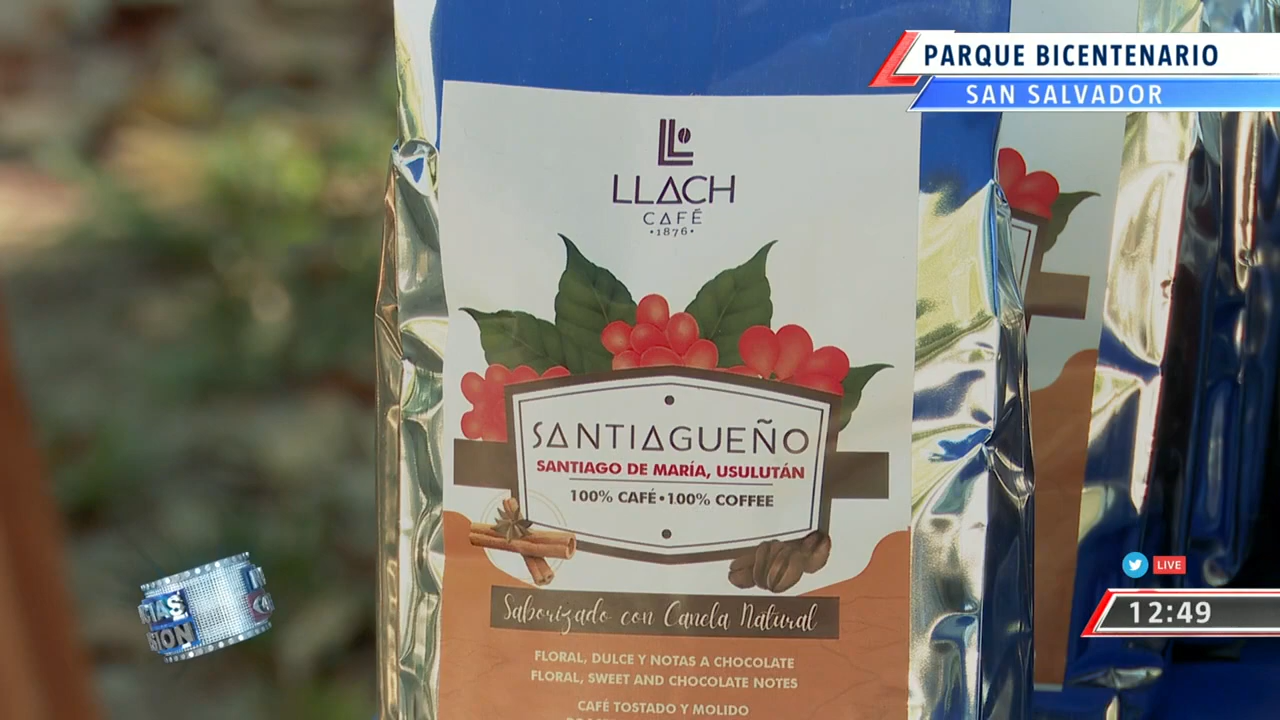 PARQUE BICENTENARIO
SAN SALVADOR
LLACH
CAFÉ
•1876•
SANTIAGUEÑO
SANTIAGO DE MARÍA, USULUTÁN
100% CAFÉ•100% COFFEE
Saborizado con Canela Natural
FLORAL, DULCE Y NOTAS A CHOCOLATE
FLORAL, SWEET AND CHOCOLATE NOTES
CAFÉ TOSTADO Y MOLIDO
LIVE
12:49